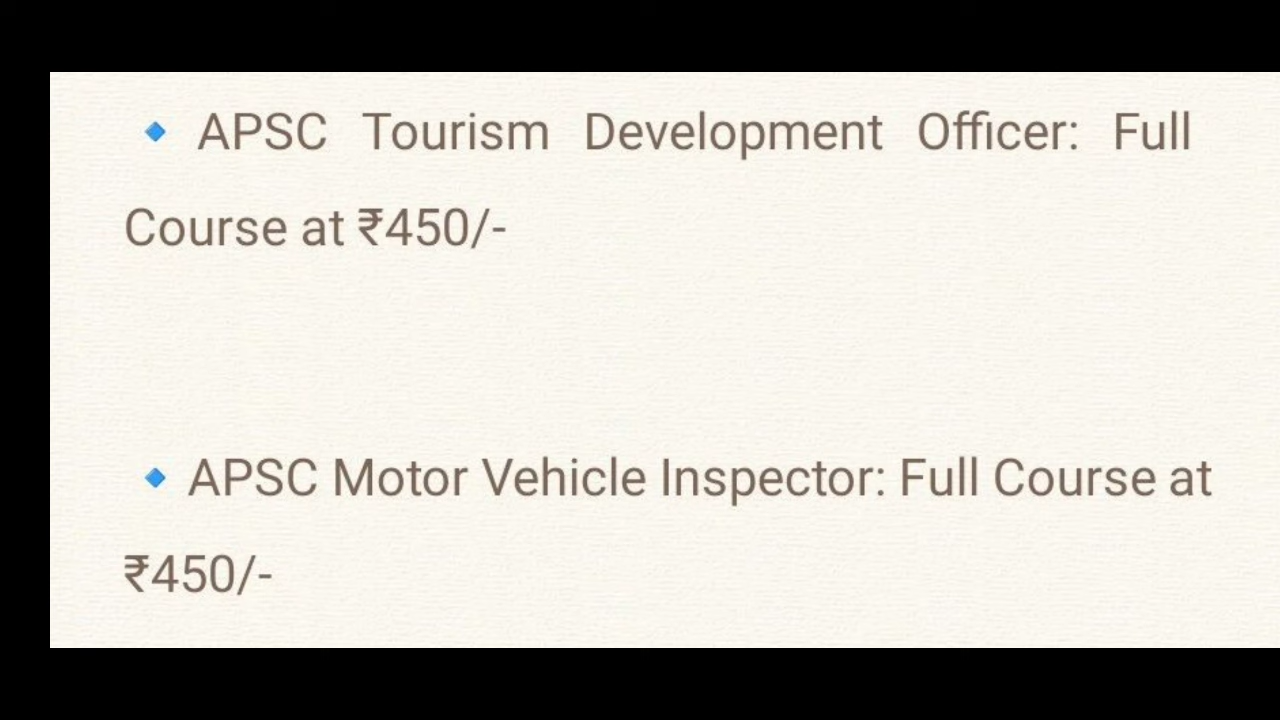 🔹 APSC Tourism Development Officer: Full
Course at ₹450/-
🔹 APSC Motor Vehicle Inspector: Full Course at
₹450/-